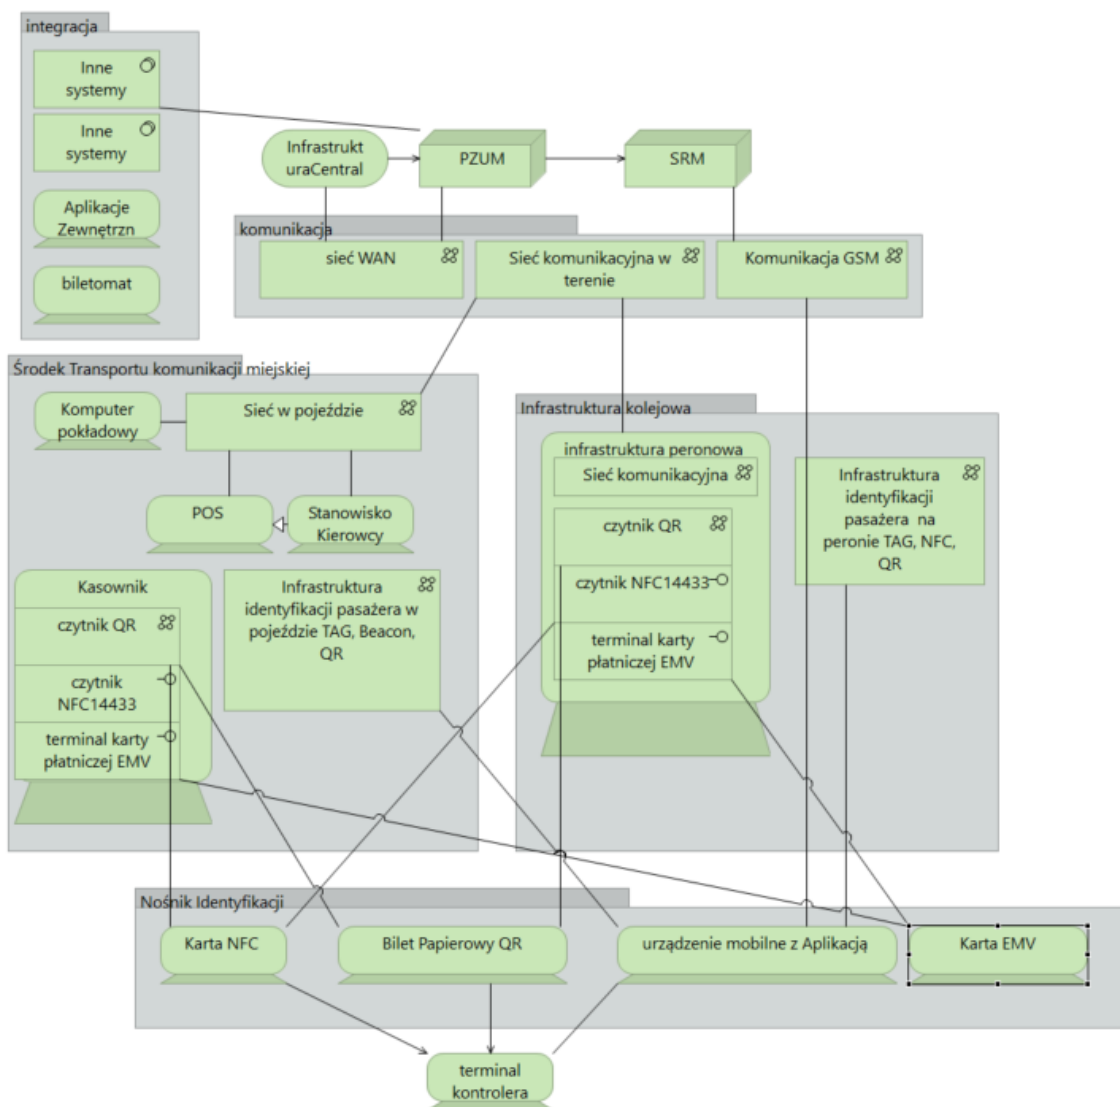 integracja
Inne
systemy
Inne
systemy
Aplikacje
Zewnętrzn
biletomat
Infrastrukt
uraCentral
PZUM
SRM
komunikacja
sieć WAN
Sieć komunikacyjna w
terenie
Komunikacja GSM
Środek Transportu komunikacji miejskiej
Komputer
pokładowy
Sieć w pojeździe
POS
Stanowisko
Kierowcy
Kasownik
czytnik QR
czytnik
NFC14433
terminal karty
płatniczej EMV
Infrastruktura
identyfikacji pasażera w
pojeździe TAG, Beacon,
QR
Infrastruktura kolejowa
infrastruktura peronowa
Sieć komunikacyjna
czytnik QR
czytnik NFC14433
terminal karty
płatniczej EMV
Infrastruktura
identyfikacji
pasażera na
peronie TAG, NFC,
QR
Nośnik Identyfikacji
Karta NFC
Bilet Papierowy QR
urządzenie mobilne z Aplikacją
Karta EMV
terminal
kontrolera